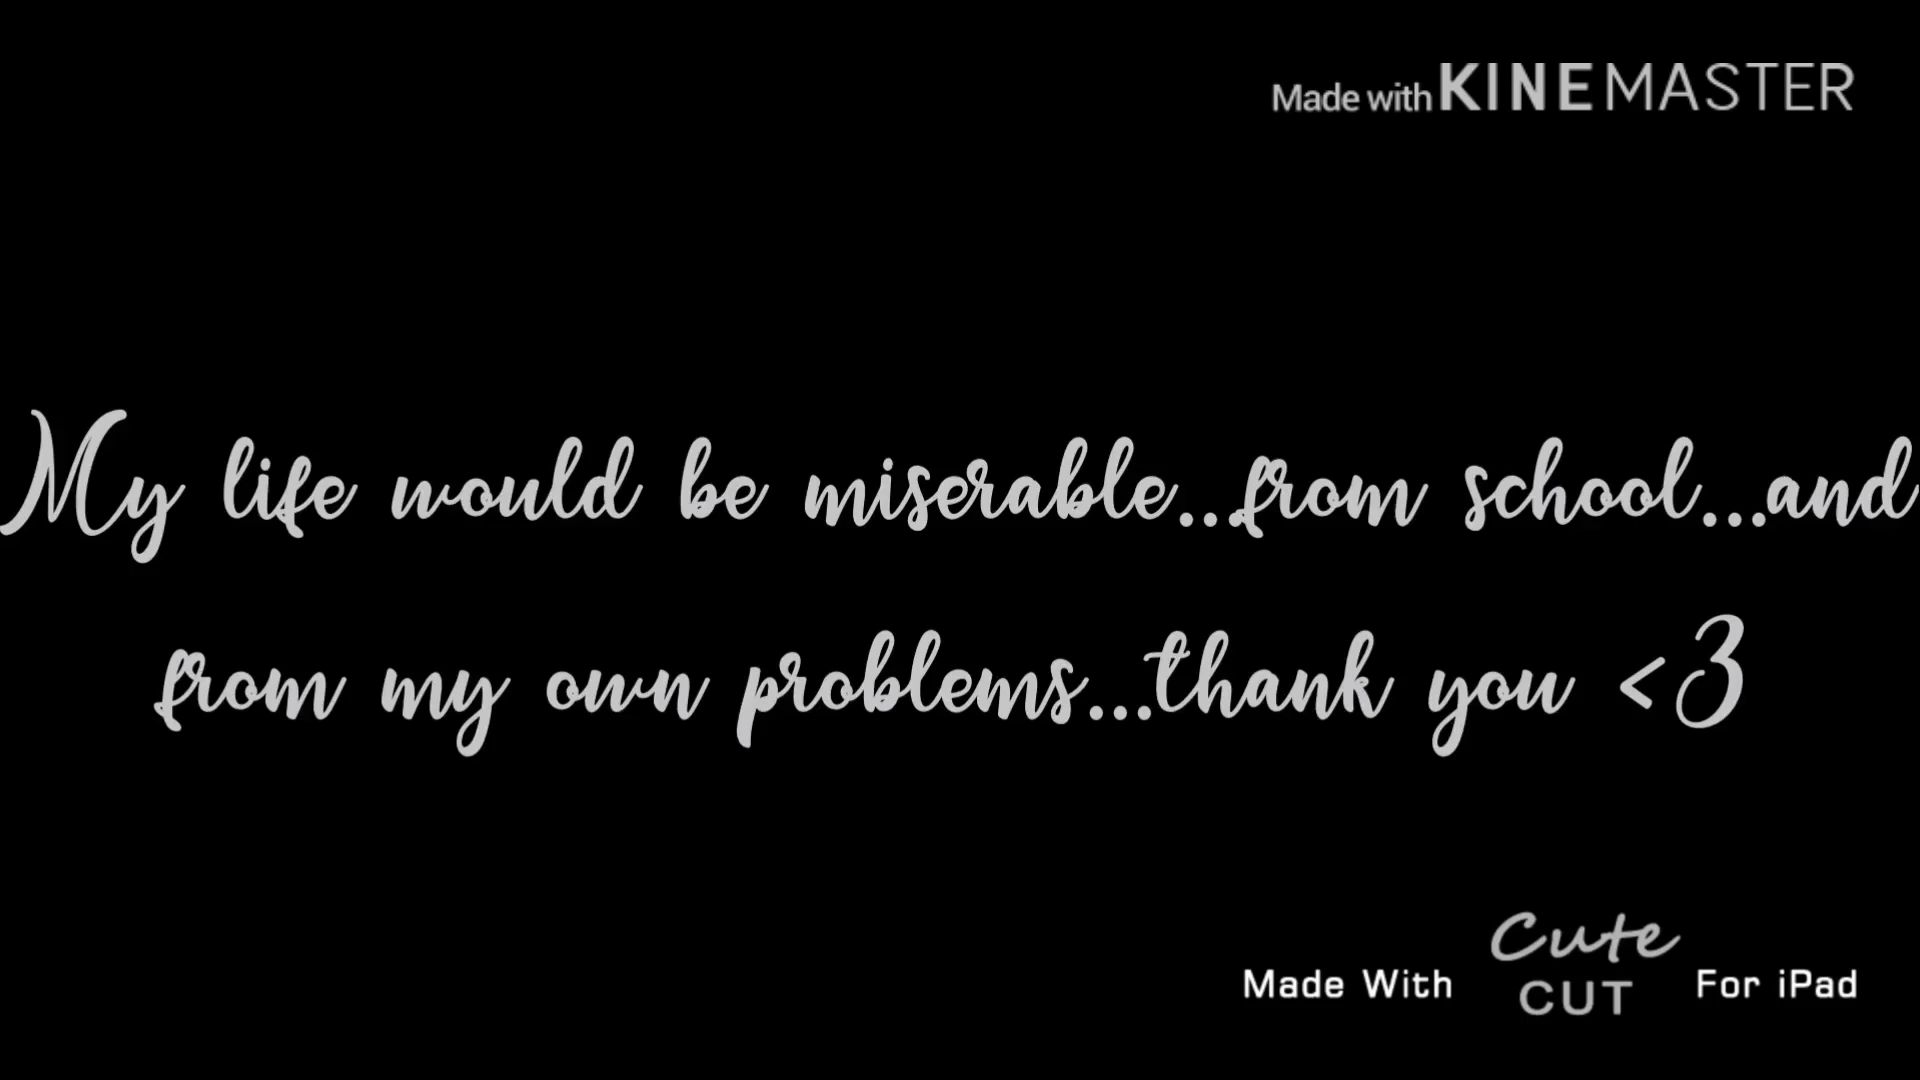 Made with KINEMASTER
My life would be miserable...from school...and
from my own problems...thank you <3
Made With Cute CUT For iPad